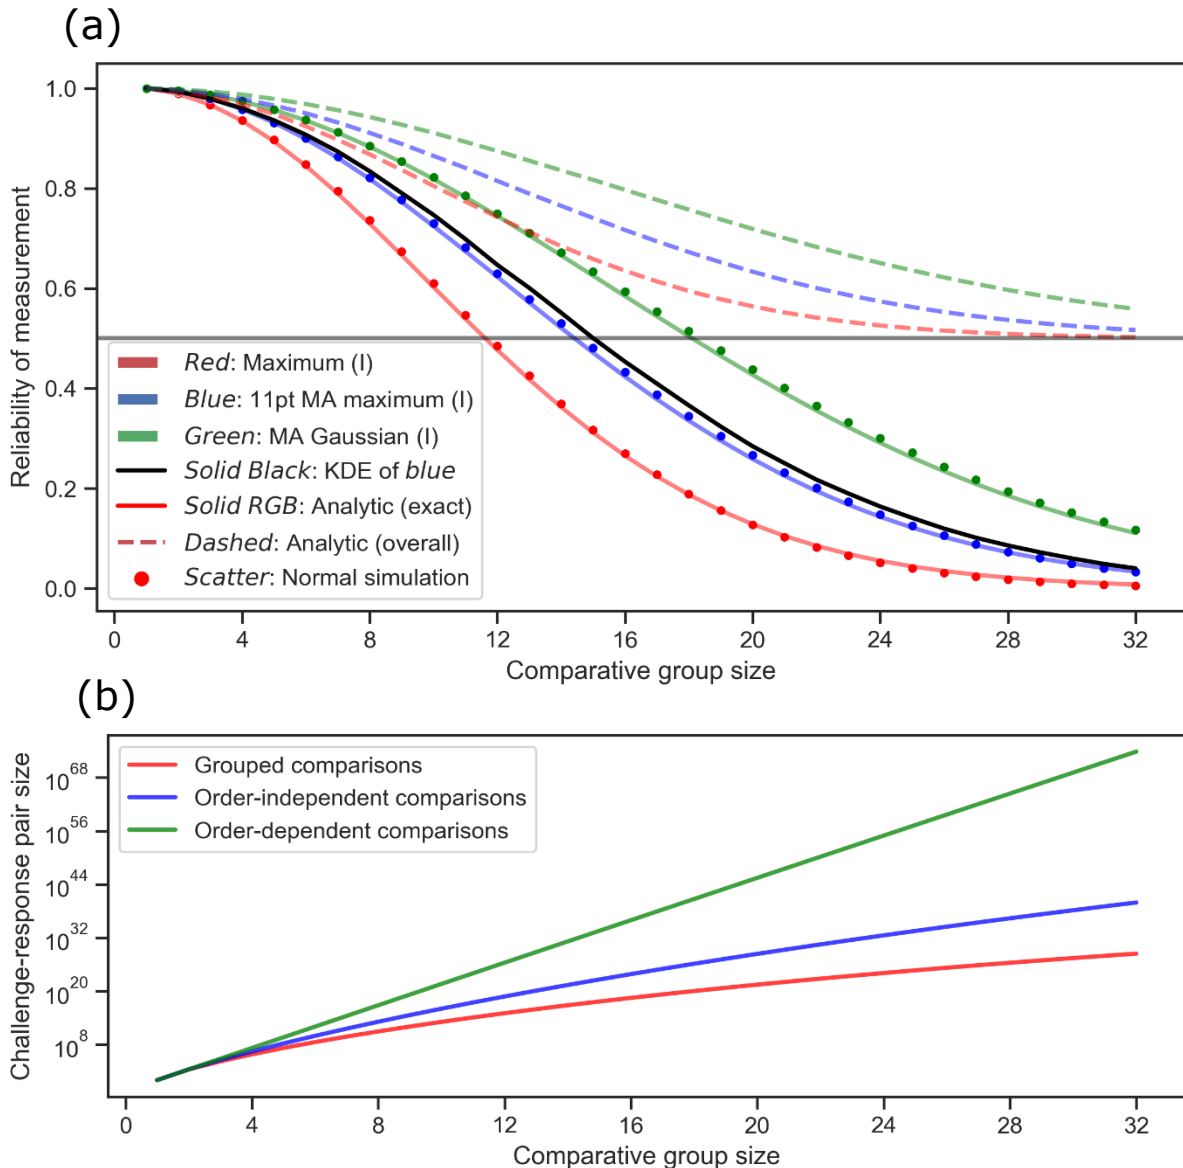 (a)
1.0
0.8
0.6
0.4
0.2
0.0
Reliability of measurement
Red: Maximum (I)
Blue: 11pt MA maximum (I)
Green: MA Gaussian (I)
Solid Black: KDE of blue
Solid RGB: Analytic (exact)
Dashed: Analytic (overall)
Scatter: Normal simulation
0 4 8 12 16 20 24 28 32
Comparative group size
(b)
10^68
10^56
10^44
10^32
10^20
10^8
Challenge-response pair size
Grouped comparisons
Order-independent comparisons
Order-dependent comparisons
0 4 8 12 16 20 24 28 32
Comparative group size